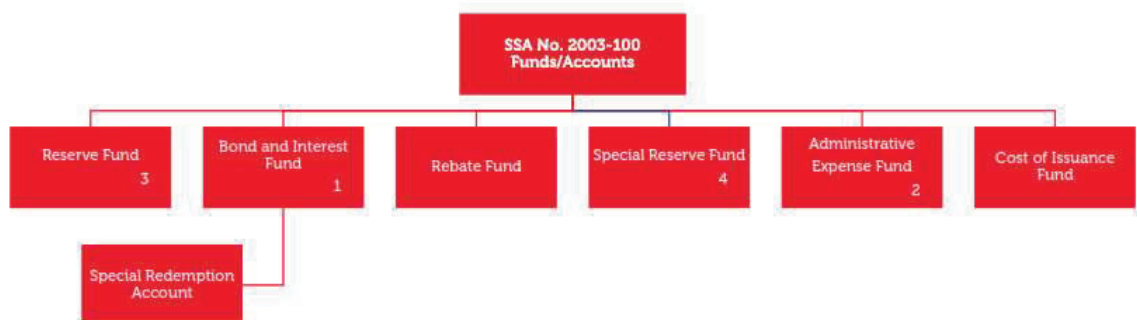 SSA No. 2003-100
Funds/Accounts
Reserve Fund
3
Bond and Interest
Fund
1
Rebate Fund
Special Reserve Fund
4
Administrative
Expense Fund
2
Cost of Issuance
Fund
Special Redemption
Account